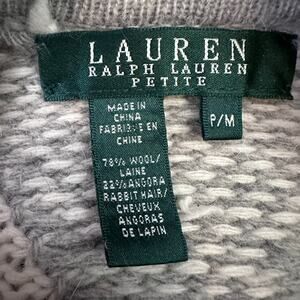 LAUREN
RALPH LAUREN
PETITE
P/M
MADE IN
CHINA
FABRIQUE EN
CHINE
78% WOOL/
LAINE
22% ANGORA
RABBIT HAIR/
CHEVEUX
ANGORAS
DE LAPIN